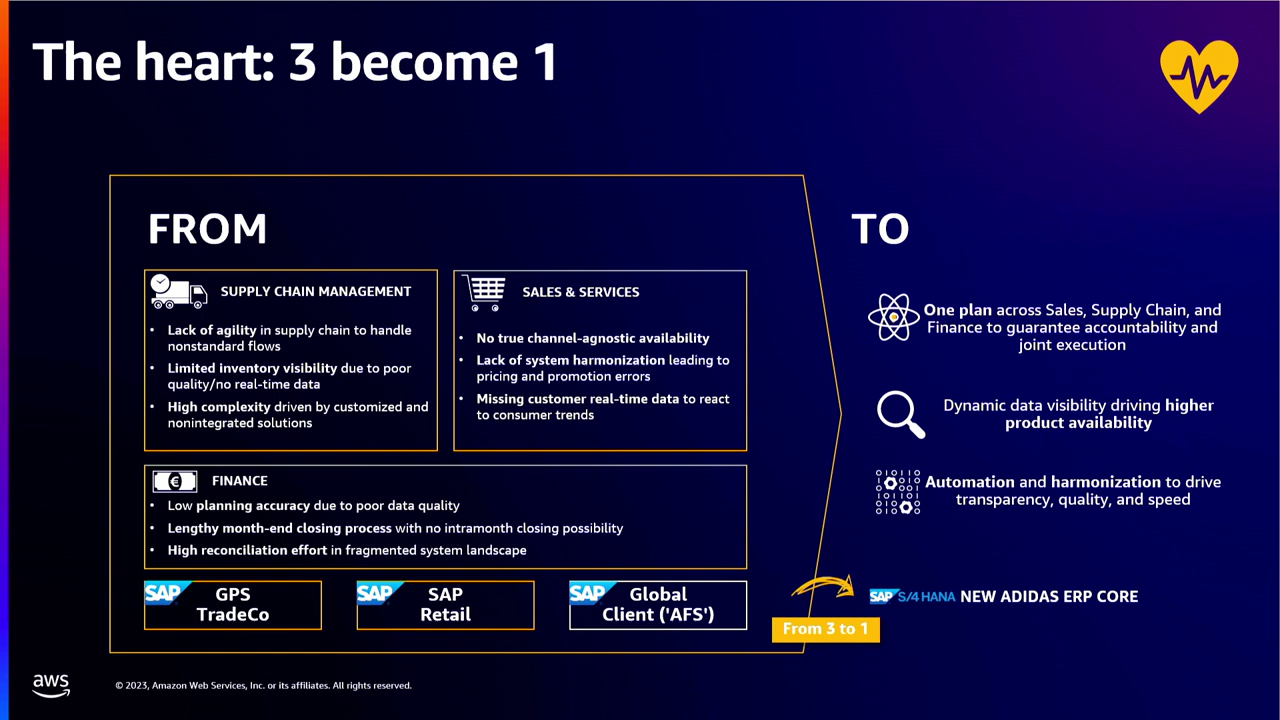 The heart: 3 become 1
FROM
SUPPLY CHAIN MANAGEMENT
• Lack of agility in supply chain to handle
nonstandard flows
• Limited inventory visibility due to poor
quality/no real-time data
• High complexity driven by customized and
nonintegrated solutions
SALES & SERVICES
• No true channel-agnostic availability
• Lack of system harmonization leading to
pricing and promotion errors
• Missing customer real-time data to react
to consumer trends
€
FINANCE
• Low planning accuracy due to poor data quality
• Lengthy month-end closing process with no intramonth closing possibility
• High reconciliation effort in fragmented system landscape
SAP GPS
TradeCo
SAP SAP
Retail
SAP Global
Client ('AFS')
From 3 to 1
TO
One plan across Sales, Supply Chain, and
Finance to guarantee accountability and
joint execution
Dynamic data visibility driving higher
product availability
Automation and harmonization to drive
transparency, quality, and speed
SAP S/4HANA NEW ADIDAS ERP CORE
aws
© 2023, Amazon Web Services, Inc. or its affiliates. All rights reserved.